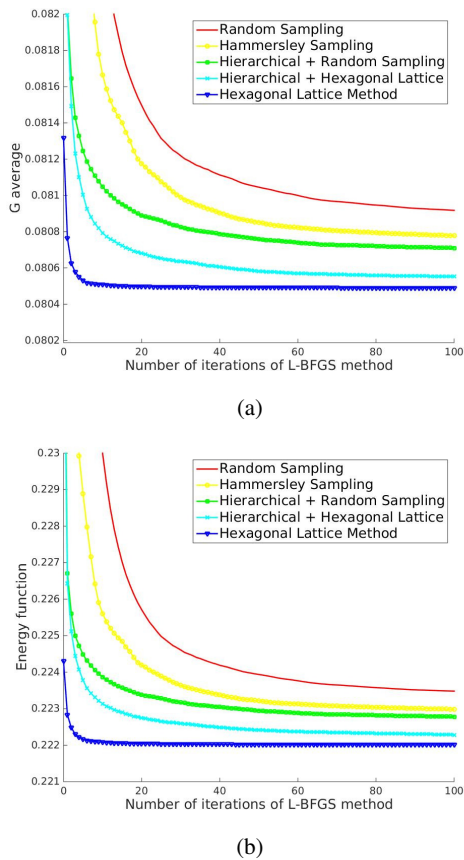 0.082
0.0818
0.0816
0.0814
0.0812
0.081
0.0808
0.0806
0.0804
0.0802
G average
Random Sampling
Hammersley Sampling
Hierarchical + Random Sampling
Hierarchical + Hexagonal Lattice
Hexagonal Lattice Method
0 20 40 60 80 100
Number of iterations of L-BFGS method
(a)
0.23
0.229
0.228
0.227
0.226
0.225
0.224
0.223
0.222
0.221
Energy function
Random Sampling
Hammersley Sampling
Hierarchical + Random Sampling
Hierarchical + Hexagonal Lattice
Hexagonal Lattice Method
0 20 40 60 80 100
Number of iterations of L-BFGS method
(b)